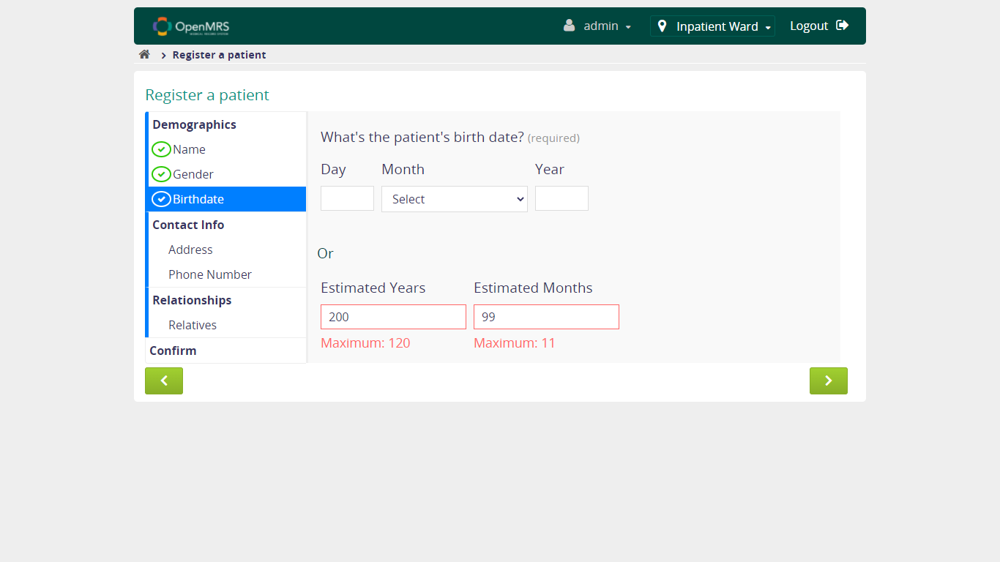 OpenMRS
admin
Inpatient Ward
Logout
Register a patient
Register a patient
Demographics
Name
Gender
Birthdate
Contact Info
Address
Phone Number
Relationships
Relatives
Confirm
What's the patient's birth date? (required)
Day Month Year
Select
Or
Estimated Years Estimated Months
200 99
Maximum: 120 Maximum: 11